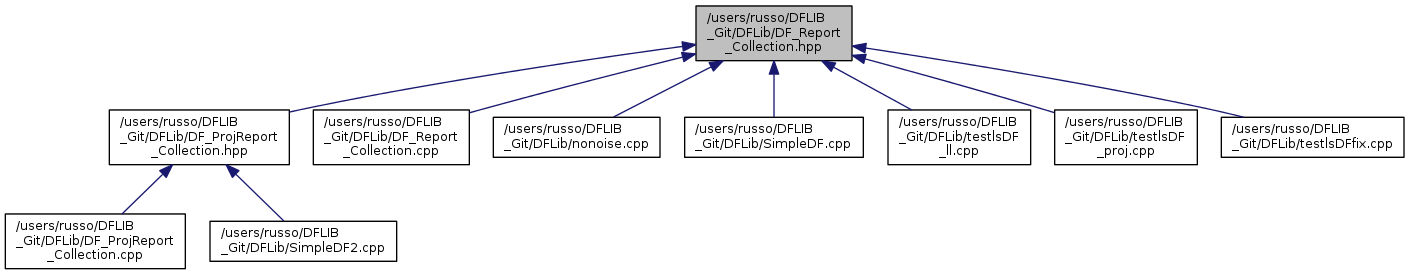 /users/russo/DFLIB
_Git/DFLib/DF_Report
_Collection.hpp
/users/russo/DFLIB
_Git/DFLib/DF_ProjReport
_Collection.hpp
/users/russo/DFLIB
_Git/DFLib/DF_Report
_Collection.cpp
/users/russo/DFLIB
_Git/DFLib/nonoise.cpp
/users/russo/DFLIB
_Git/DFLib/SimpleDF.cpp
/users/russo/DFLIB
_Git/DFLib/testlsDF
_ll.cpp
/users/russo/DFLIB
_Git/DFLib/testlsDF
_proj.cpp
/users/russo/DFLIB
_Git/DFLib/testlsDFfix.cpp
/users/russo/DFLIB
_Git/DFLib/DF_ProjReport
_Collection.cpp
/users/russo/DFLIB
_Git/DFLib/SimpleDF2.cpp